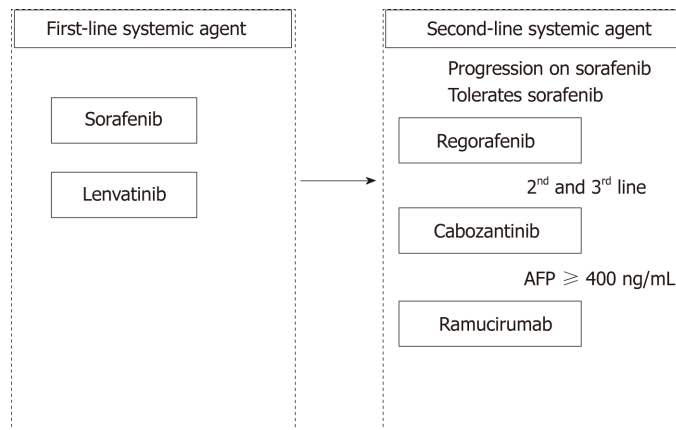 First-line systemic agent
Sorafenib
Lenvatinib
Second-line systemic agent
Progression on sorafenib
Tolerates sorafenib
Regorafenib
2nd and 3rd line
Cabozantinib
AFP ≥ 400 ng/mL
Ramucirumab